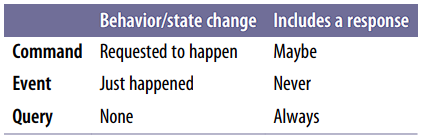 Behavior/state change Includes a response
Command Requested to happen Maybe
Event Just happened Never
Query None Always